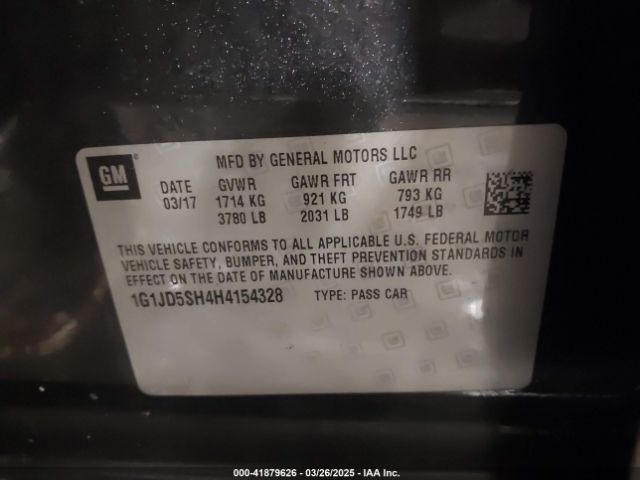 GM ®
MFD BY GENERAL MOTORS LLC
DATE GVWR GAWR FRT GAWR RR
03/17 1714 KG 921 KG 793 KG
3780 LB 2031 LB 1749 LB
THIS VEHICLE CONFORMS TO ALL APPLICABLE U.S. FEDERAL MOTOR
VEHICLE SAFETY, BUMPER, AND THEFT PREVENTION STANDARDS IN
EFFECT ON THE DATE OF MANUFACTURE SHOWN ABOVE.
1G1JD5SH4H4154328 TYPE: PASS CAR
000-41879626 - 03/26/2025 - IAA Inc.